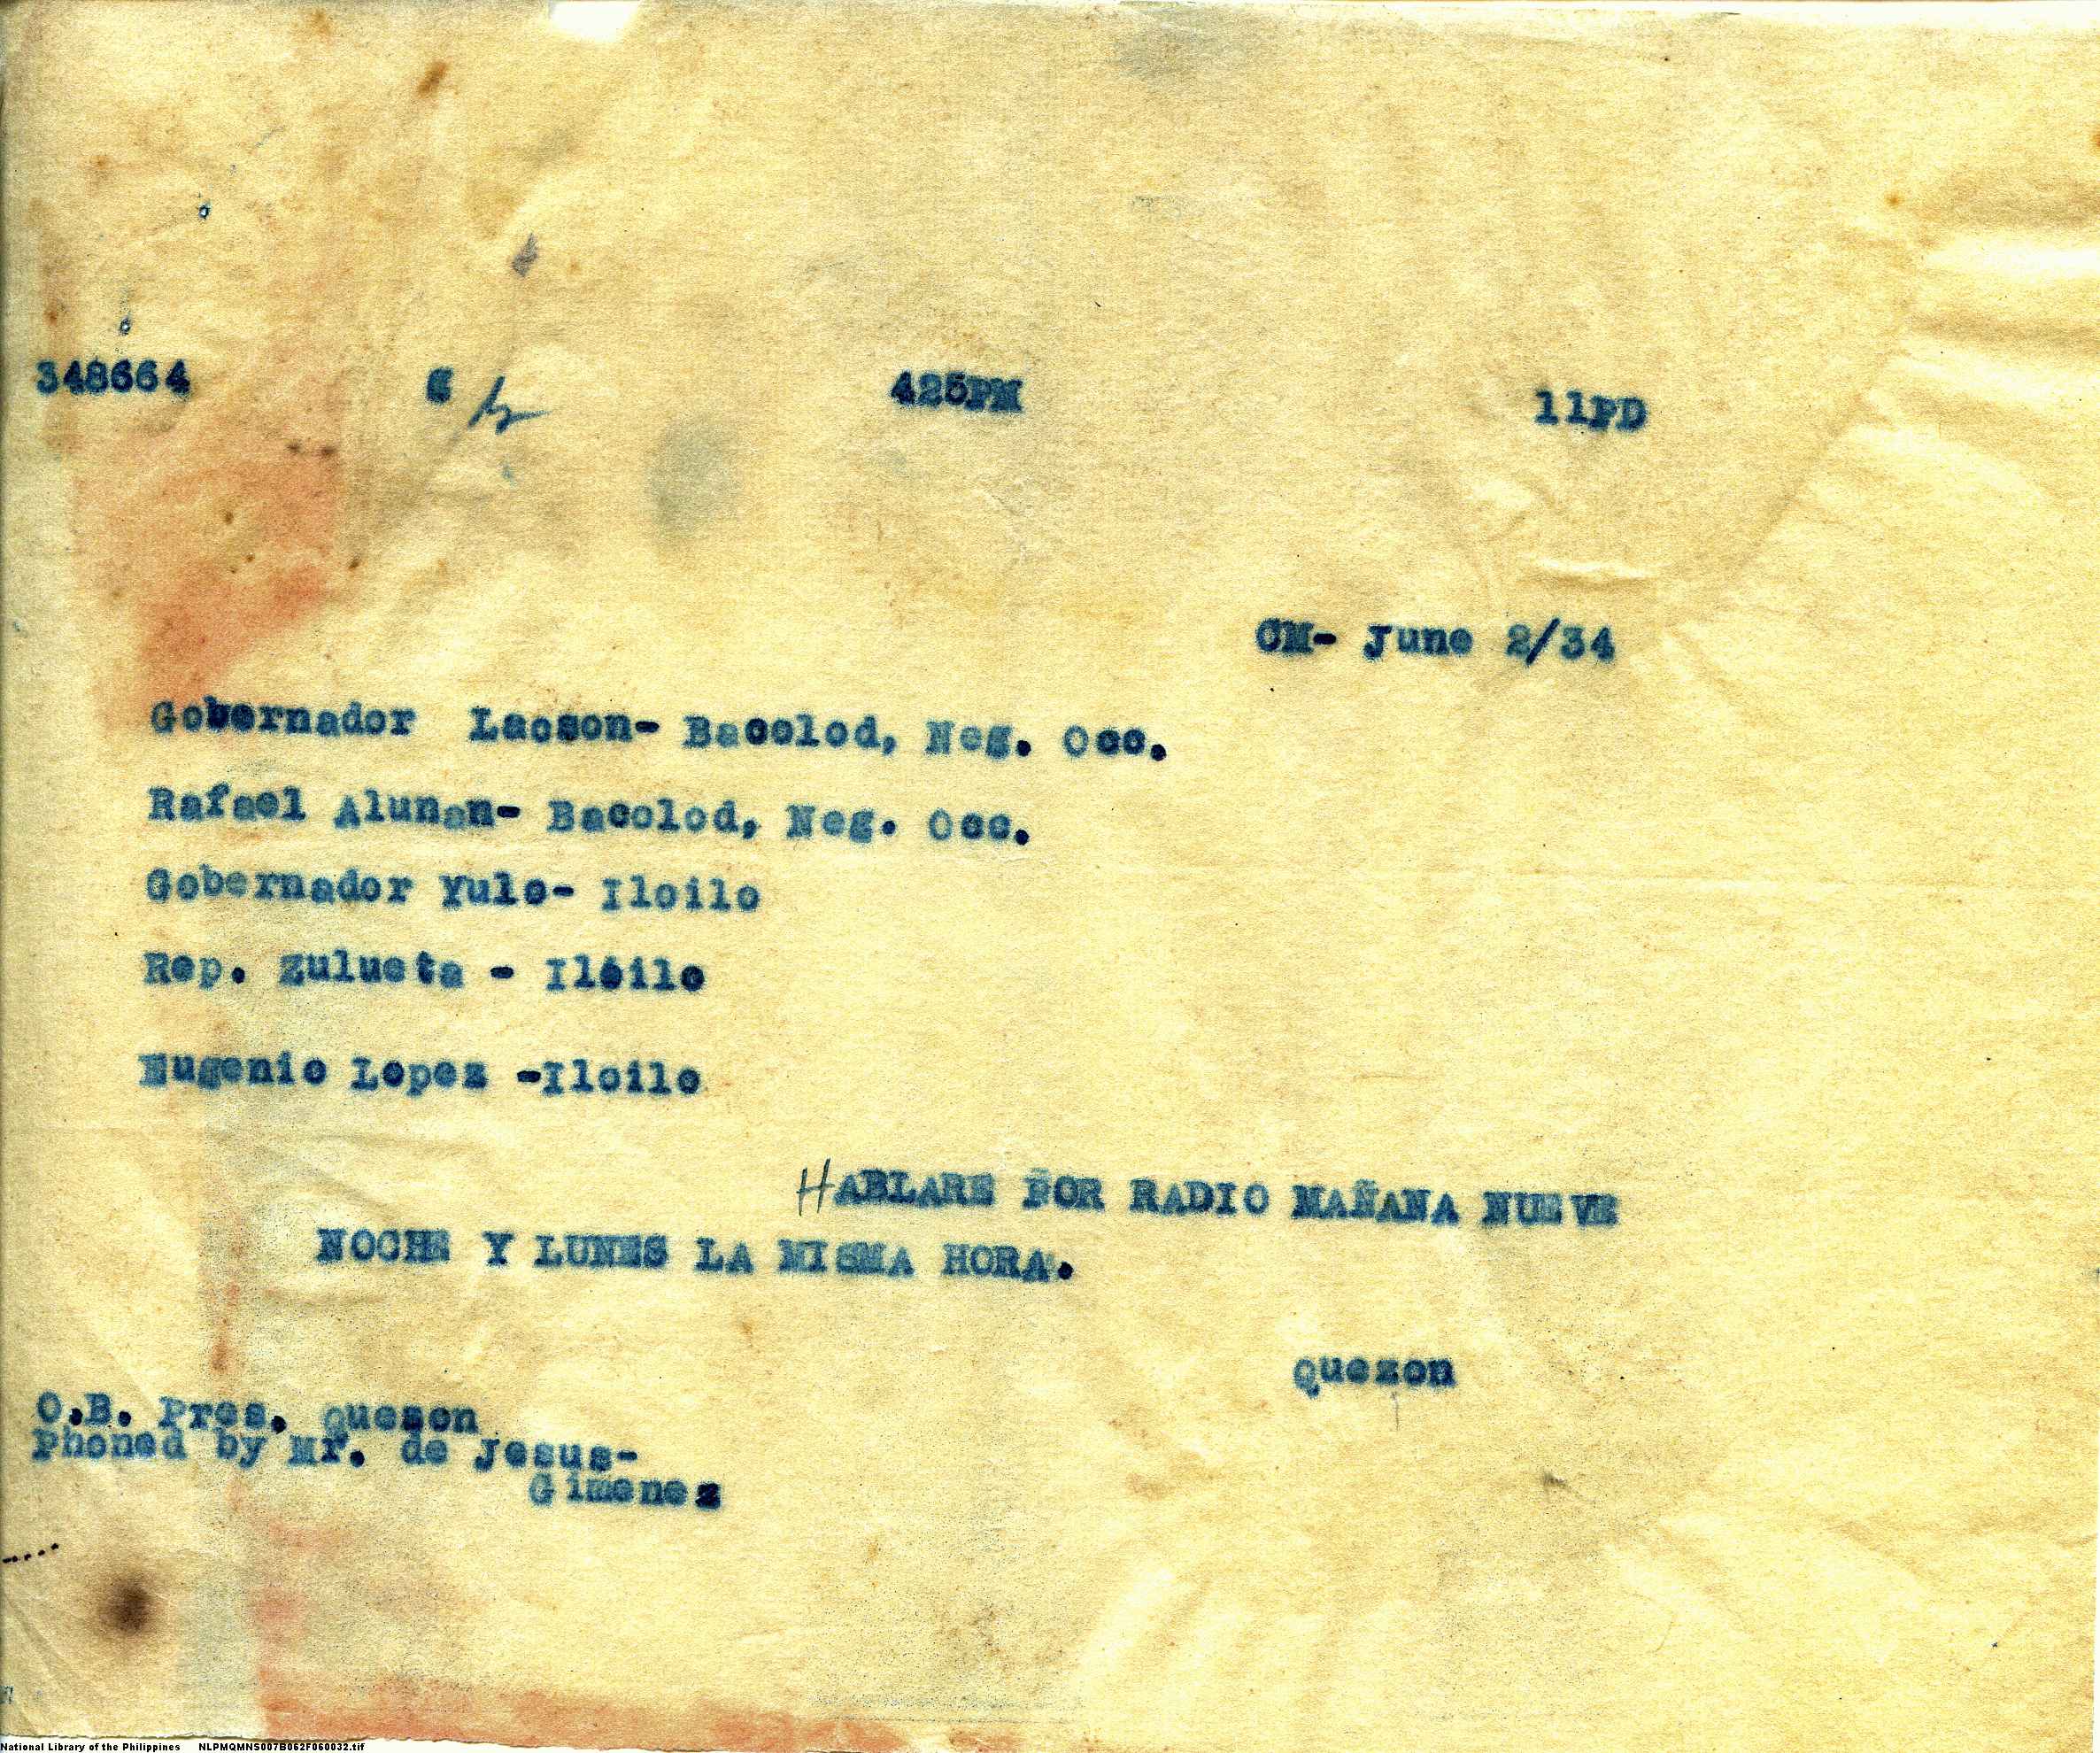 348664 425PM 11PD
CM- June 2/34
Gobernador Lacson- Bacolod, Neg. Occ.
Rafael Alunan- Bacolod, Neg. Occ.
Gobernador Yulo- Iloilo
Rep. Zulueta - Iloilo
Eugenio Lopez -Iloilo
HABLARE POR RADIO MAÑANA NUEVE
NOCHE Y LUNES LA MISMA HORA.
Quezon
O.B. Pres. Quezon
Phoned by Mr. de Jesus-
Gimenez
National Library of the Philippines NLPMQMNS007B062F060032.tif